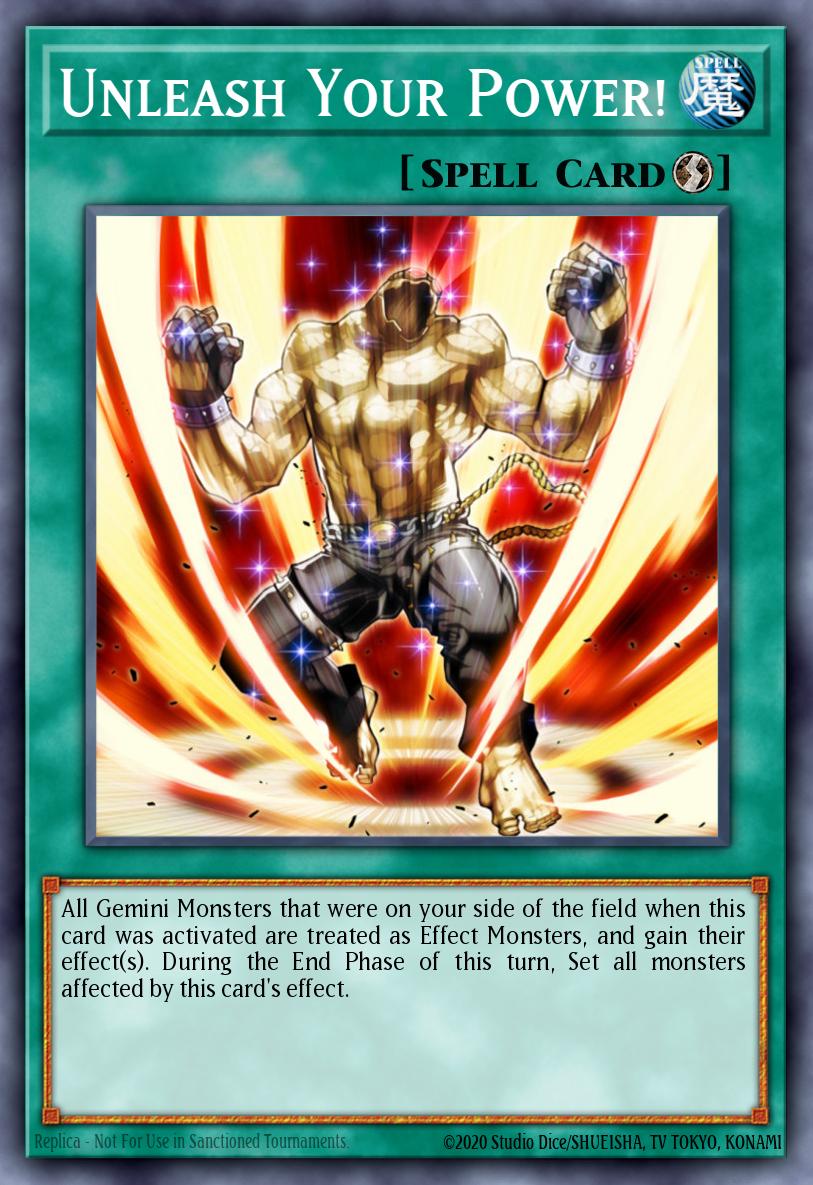 UNLEASH YOUR POWER!
SPELL
魔
[SPELL CARD]
All Gemini Monsters that were on your side of the field when this
card was activated are treated as Effect Monsters, and gain their
effect(s). During the End Phase of this turn, Set all monsters
affected by this card's effect.
Replica - Not For Use in Sanctioned Tournaments.
©2020 Studio Dice/SHUEISHA, TV TOKYO, KONAMI